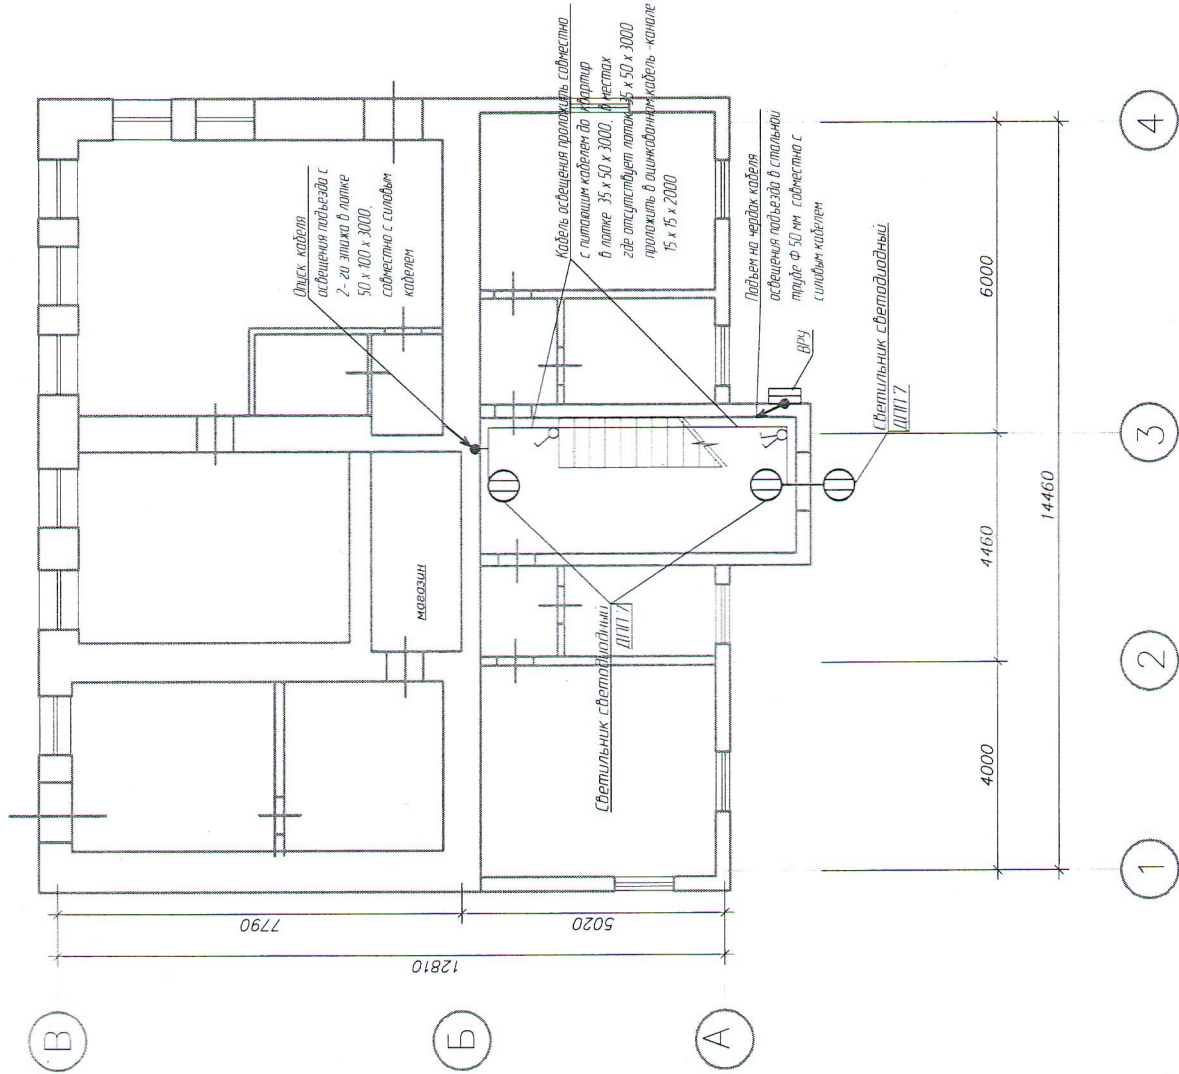 Опуск кабеля
освещения подъезда с
2- го этажа в лотке
50 х 100 х 3000.
совместно с силовым
кабелем
Кабель освещения проложить совместно
с питающим кабелем до квартир
в лотке 35 х 50 х 3000. В местах
где отсутствует лоток 35 х 50 х 3000
проложить в оцинкованном кабель -канале
15 х 15 х 2000
Подъем на чердак кабеля
освещения подъезда в стальной
трубе Ф 50 мм совместно с
силовым кабелем
ВРУ
Светильник светодиодный
ДПП 7
магазин
Светильник светодиодный
ДПП 7
7790
5020
12810
4000
4460
6000
14460
В
Б
А
1
2
3
4